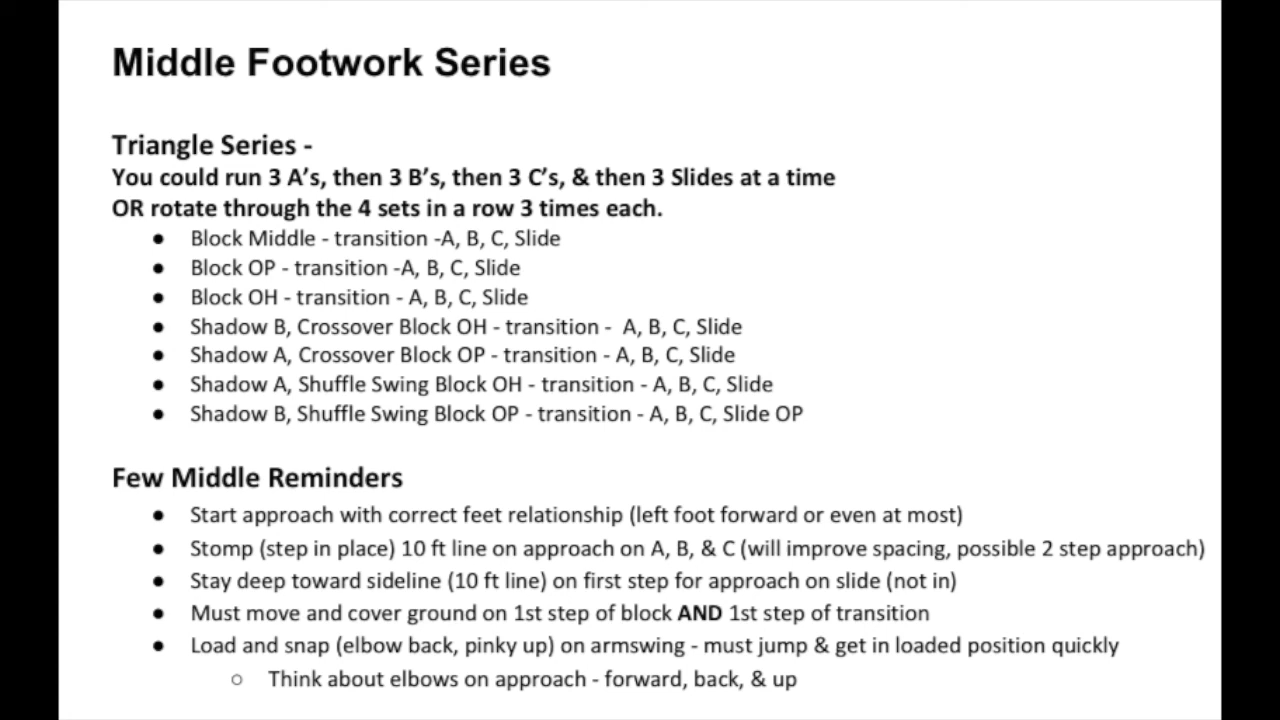 Middle Footwork Series
Triangle Series -
You could run 3 A's, then 3 B's, then 3 C's, & then 3 Slides at a time
OR rotate through the 4 sets in a row 3 times each.
● Block Middle - transition -A, B, C, Slide
● Block OP - transition -A, B, C, Slide
● Block OH - transition - A, B, C, Slide
● Shadow B, Crossover Block OH - transition -  A, B, C, Slide
● Shadow A, Crossover Block OP - transition - A, B, C, Slide
● Shadow A, Shuffle Swing Block OH - transition - A, B, C, Slide
● Shadow B, Shuffle Swing Block OP - transition - A, B, C, Slide OP
Few Middle Reminders
● Start approach with correct feet relationship (left foot forward or even at most)
● Stomp (step in place) 10 ft line on approach on A, B, & C (will improve spacing, possible 2 step approach)
● Stay deep toward sideline (10 ft line) on first step for approach on slide (not in)
● Must move and cover ground on 1st step of block AND 1st step of transition
● Load and snap (elbow back, pinky up) on armswing - must jump & get in loaded position quickly
○ Think about elbows on approach - forward, back, & up